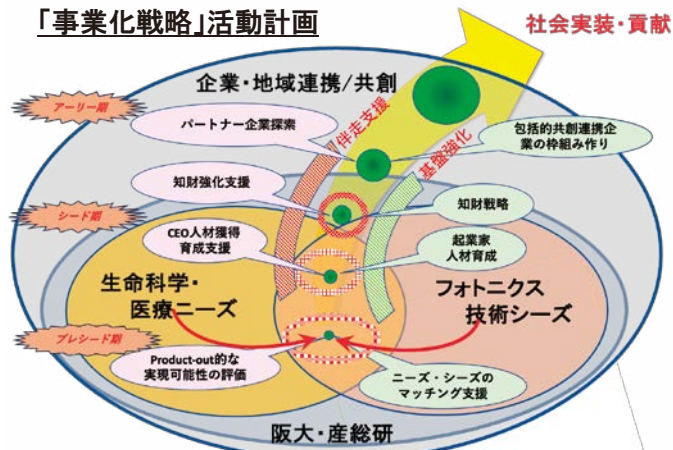 「事業化戦略」活動計画
社会実装・貢献
企業・地域連携/共創
アーリー期
パートナー企業探索
伴走支援
包括的共創連携企
業の枠組み作り
基盤強化
知財強化支援
知財戦略
シード期
CEO人材獲得
育成支援
起業家
人材育成
生命科学・
医療ニーズ
フォトニクス
技術シーズ
プレシード期
Product-out的な
実現可能性の評価
ニーズ・シーズの
マッチング支援
阪大・産総研